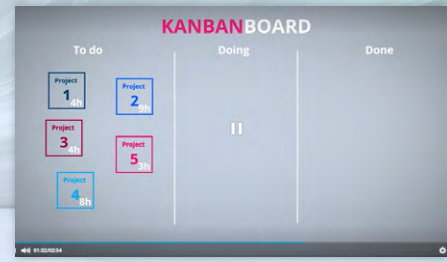 KANBANBOARD
To do
Doing
Done
Project
1
4h
Project
2
9h
Project
3
4h
Project
5
3h
Project
4
8h
01:52/02:54